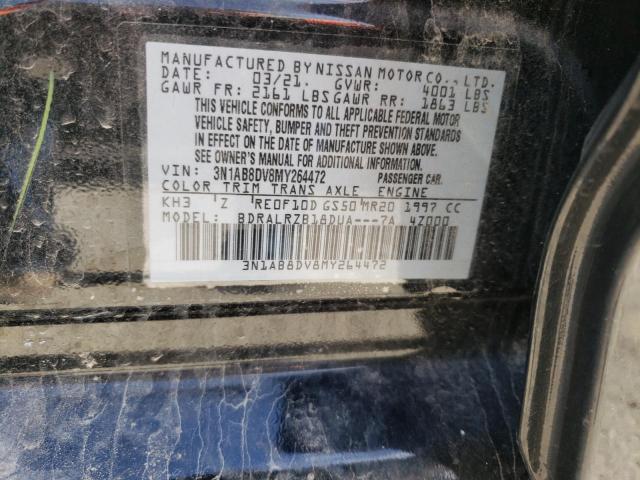 MANUFACTURED BY NISSAN MOTOR CO., LTD.
DATE: 03/21. GVWR: 4001 LBS
GAWR FR: 2161 LBS GAWR RR: 1863 LBS
THIS VEHICLE CONFORMS TO ALL APPLICABLE FEDERAL MOTOR
VEHICLE SAFETY, BUMPER AND THEFT PREVENTION STANDARDS
IN EFFECT ON THE DATE OF MANUFACTURE SHOWN ABOVE.
SEE OWNER'S MANUAL FOR ADDITIONAL INFORMATION.
VIN: 3N1AB8DV8MY264472 PASSENGER CAR.
COLOR TRIM TRANS AXLE ENGINE
KH3 Z RE0F10D GS50 MR20 1997 CC
MODEL: BDRALRZB18DUA---7A 4Z000
3N1AB8DV8MY264472